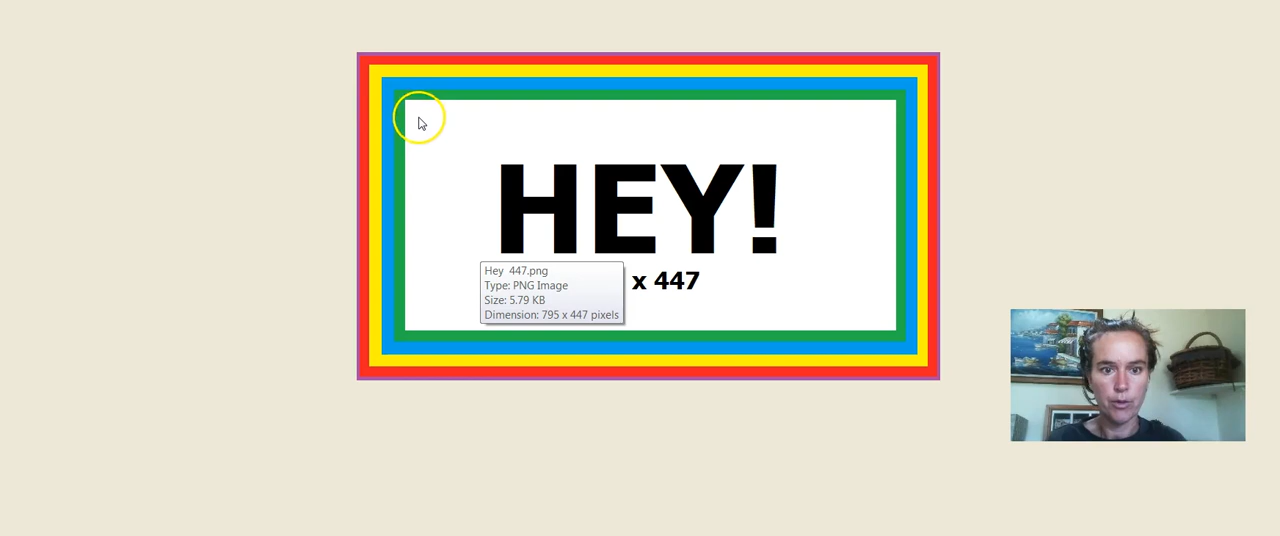 HEY!
x 447
Hey  447.png
Type: PNG Image
Size: 5.79 KB
Dimension: 795 x 447 pixels